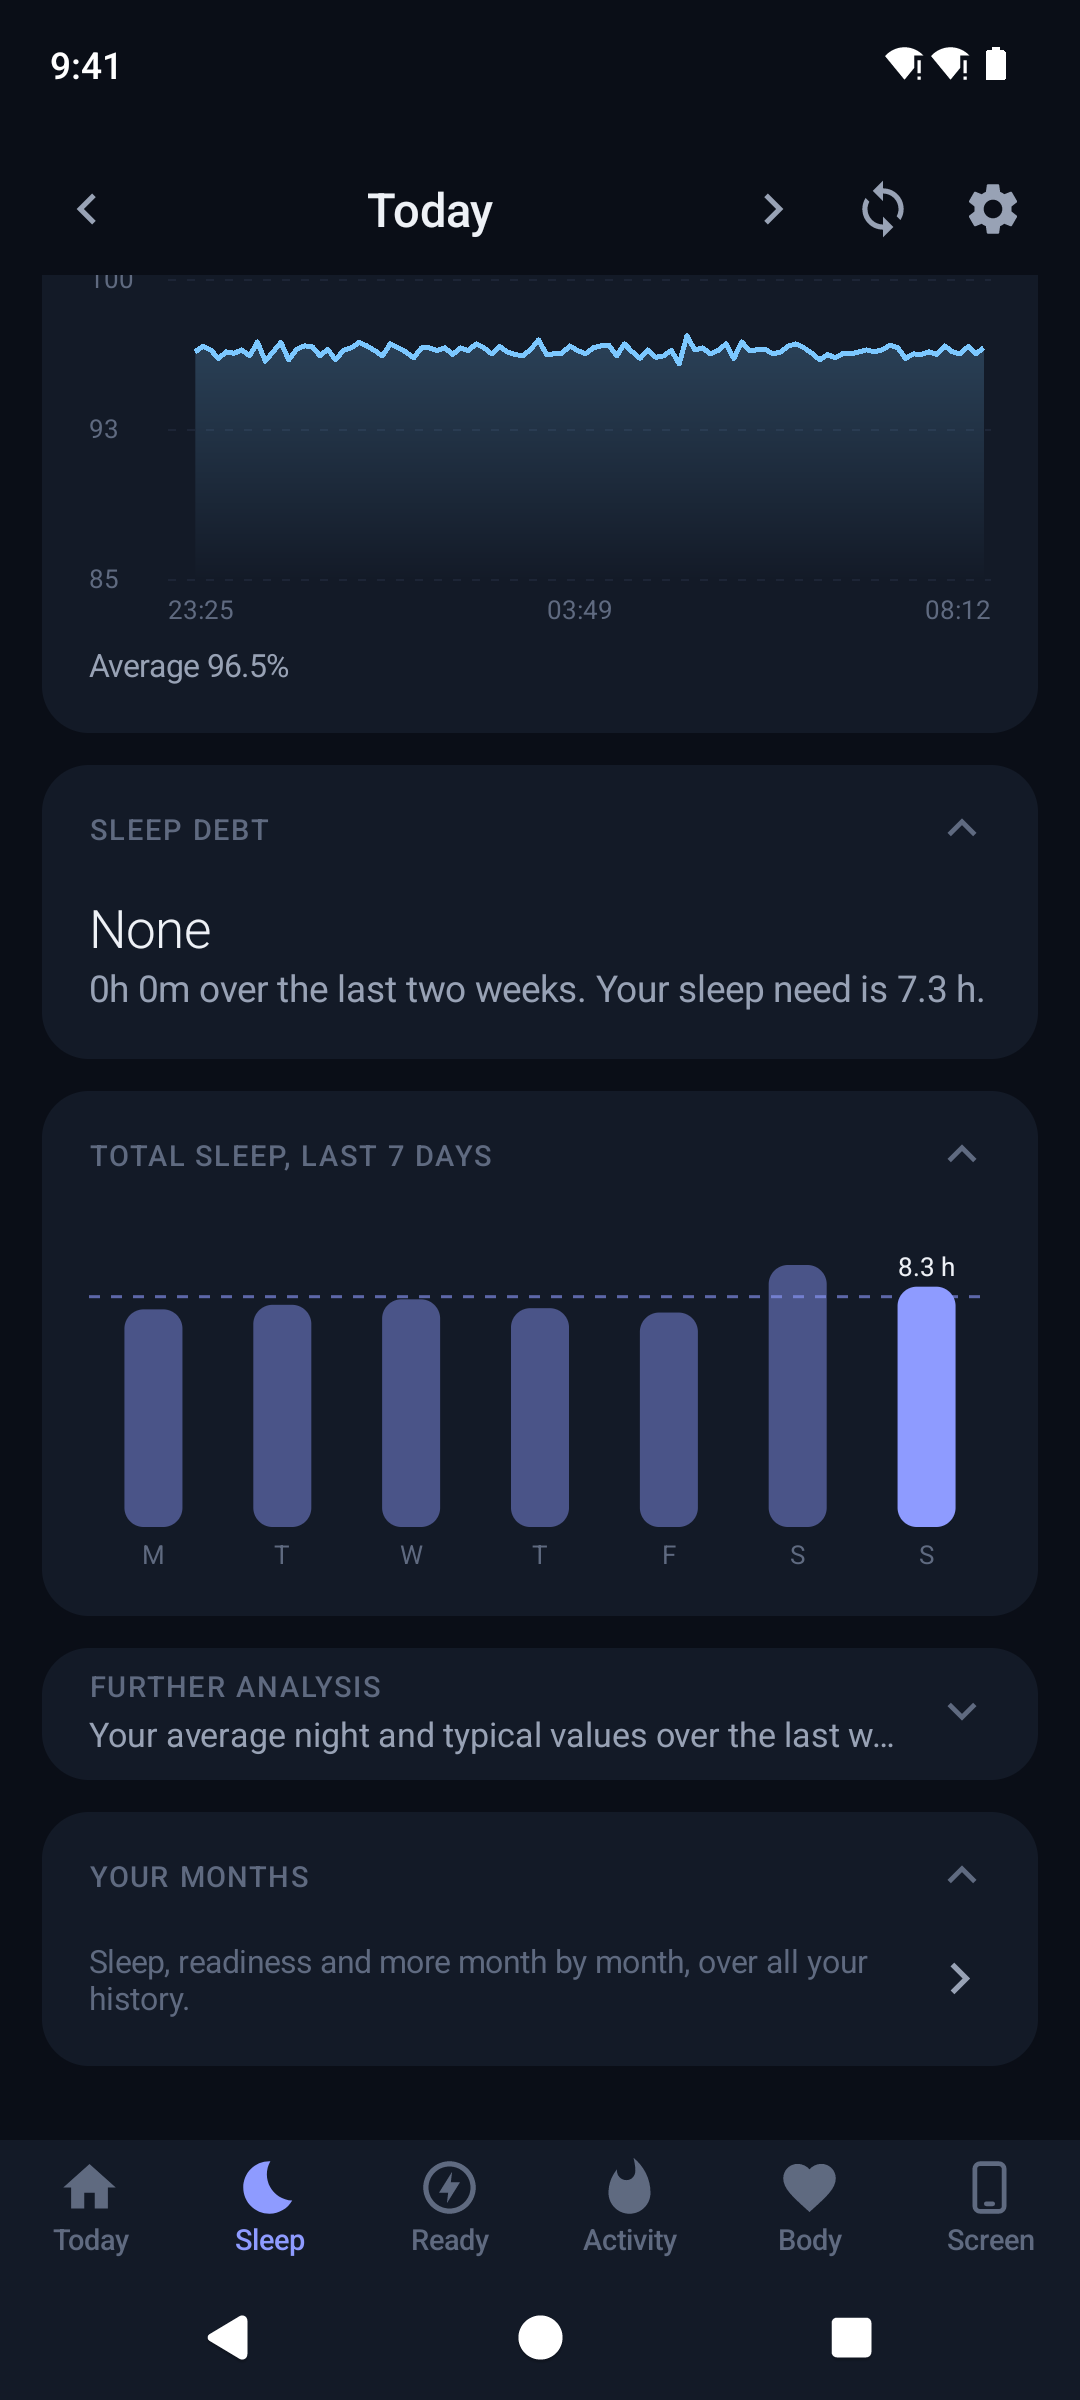 9:41
Today
100
93
85
23:25 03:49 08:12
Average 96.5%
SLEEP DEBT
None
0h 0m over the last two weeks. Your sleep need is 7.3 h.
TOTAL SLEEP, LAST 7 DAYS
8.3 h
M T W T F S S
FURTHER ANALYSIS
Your average night and typical values over the last w...
YOUR MONTHS
Sleep, readiness and more month by month, over all your
history.
Today Sleep Ready Activity Body Screen